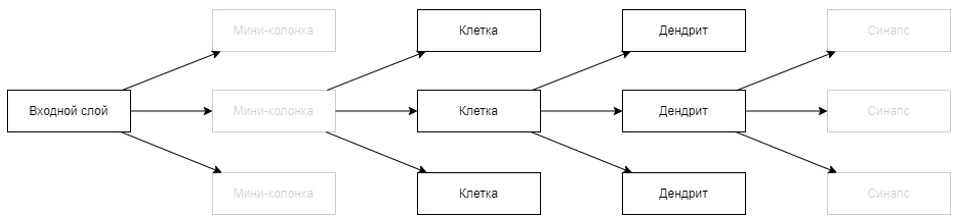 Мини-колонка
Клетка
Дендрит
Синапс
Входной слой
Мини-колонка
Клетка
Дендрит
Синапс
Мини-колонка
Клетка
Дендрит
Синапс